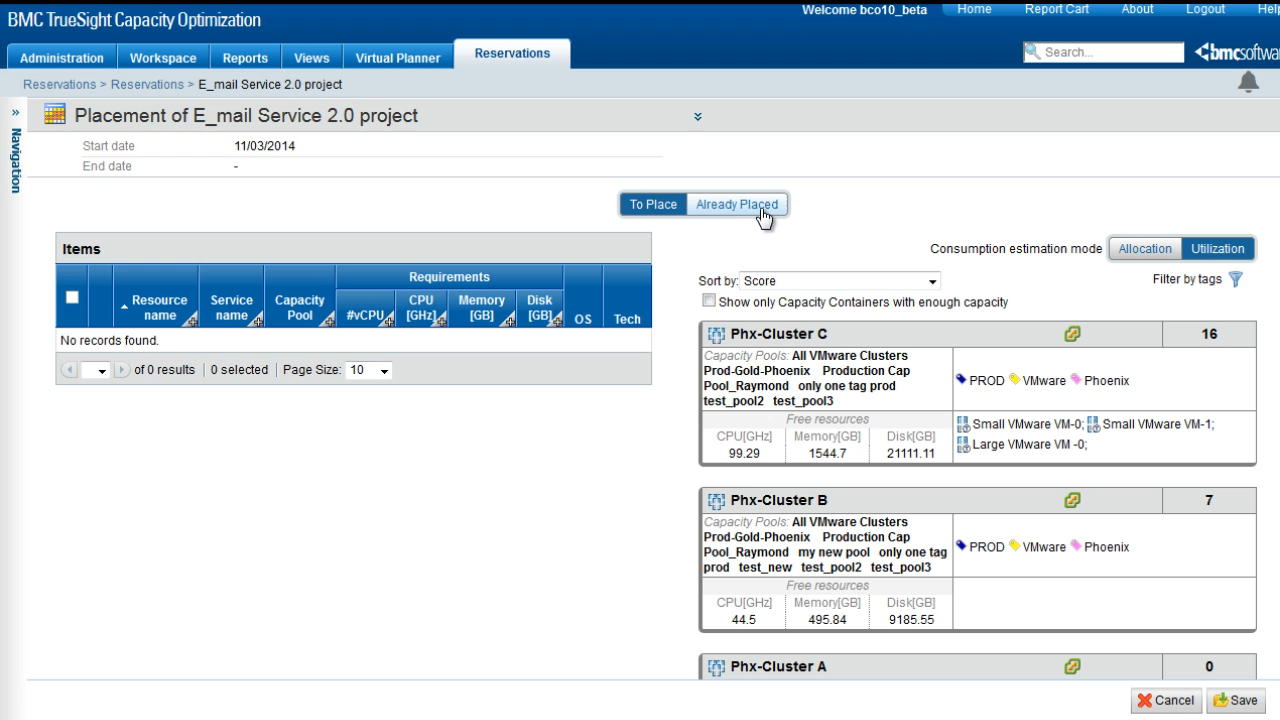 Welcome bco10_beta Home Report Cart About Logout Hel
BMC TrueSight Capacity Optimization
Administration Workspace Reports Views Virtual Planner Reservations
Search...
bmcsoftwar
Reservations > Reservations > E_mail Service 2.0 project
»
Navigation
Placement of E_mail Service 2.0 project
Start date 11/03/2014
End date -
To Place Already Placed
Items
Requirements
Resource name Service name Capacity Pool #vCPU CPU [GHz] Memory [GB] Disk [GB] OS Tech
No records found.
of 0 results 0 selected Page Size: 10
Consumption estimation mode Allocation Utilization
Sort by: Score Filter by tags
Show only Capacity Containers with enough capacity
Phx-Cluster C 16
Capacity Pools: All VMware Clusters
Prod-Gold-Phoenix Production Cap
Pool_Raymond only one tag prod
test_pool2 test_pool3
PROD VMware Phoenix
Free resources
CPU[GHz] Memory[GB] Disk[GB]
99.29 1544.7 21111.11
Small VMware VM-0; Small VMware VM-1;
Large VMware VM -0;
Phx-Cluster B 7
Capacity Pools: All VMware Clusters
Prod-Gold-Phoenix Production Cap
Pool_Raymond my new pool only one tag
prod test_new test_pool2 test_pool3
PROD VMware Phoenix
Free resources
CPU[GHz] Memory[GB] Disk[GB]
44.5 495.84 9185.55
Phx-Cluster A 0
Cancel Save